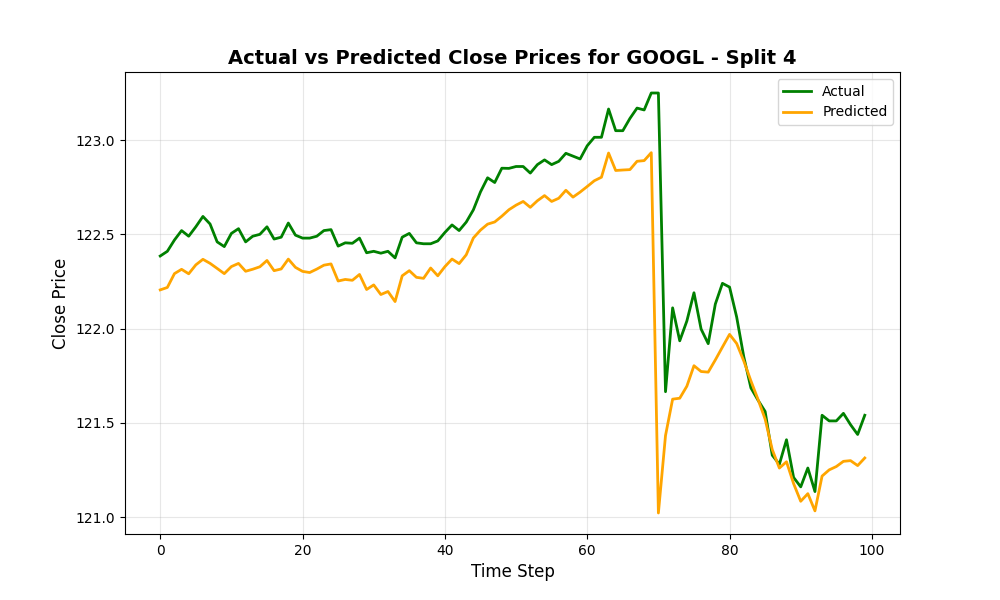 Actual vs Predicted Close Prices for GOOGL - Split 4
Actual
Predicted
Close Price
123.0
122.5
122.0
121.5
121.0
0 20 40 60 80 100
Time Step